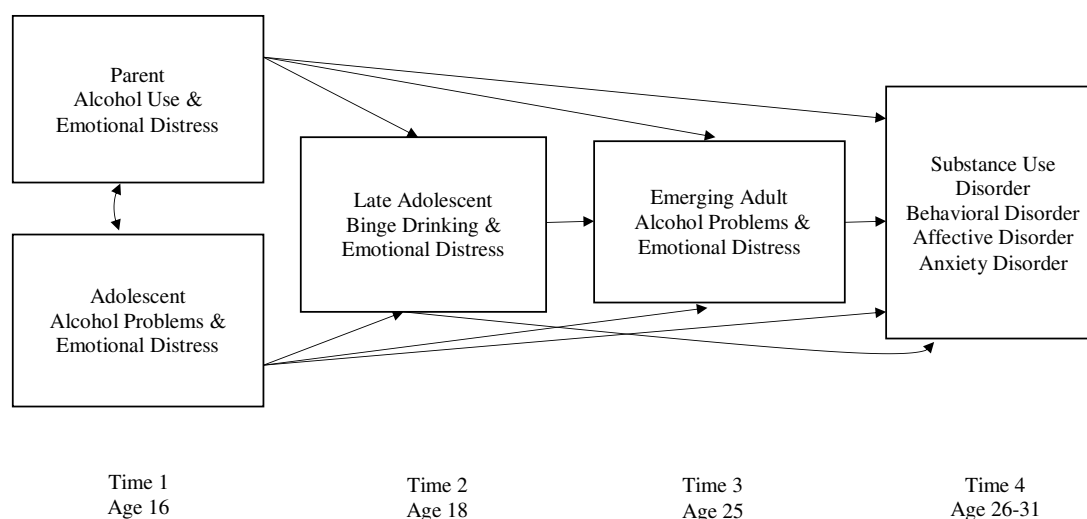 Parent
Alcohol Use &
Emotional Distress
Adolescent
Alcohol Problems &
Emotional Distress
Late Adolescent
Binge Drinking &
Emotional Distress
Emerging Adult
Alcohol Problems &
Emotional Distress
Substance Use
Disorder
Behavioral Disorder
Affective Disorder
Anxiety Disorder
Time 1
Age 16
Time 2
Age 18
Time 3
Age 25
Time 4
Age 26-31